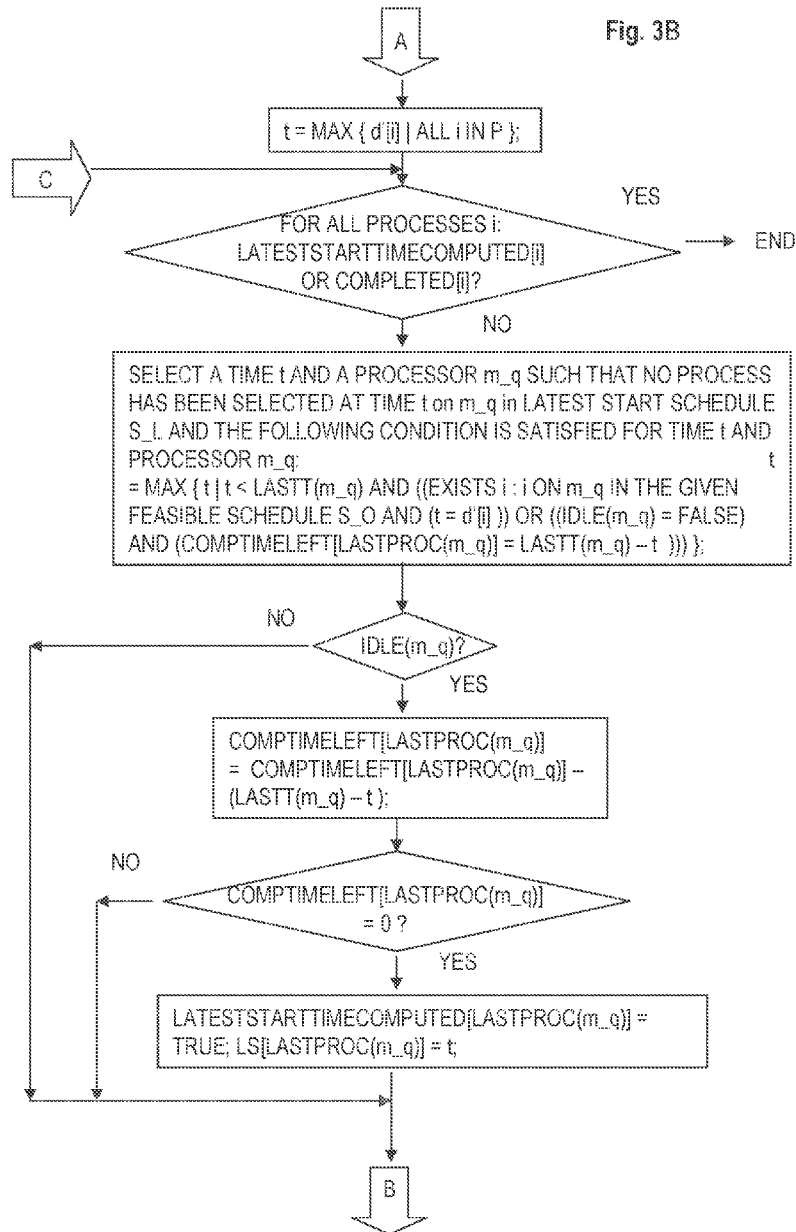 Fig. 3B
A
t = MAX { d'[i] | ALL i IN P };
C
YES
FOR ALL PROCESSES i:
LATESTSTARTTIMECOMPUTED[i]
OR COMPLETED[i]?
END
NO
SELECT A TIME t AND A PROCESSOR m_q SUCH THAT NO PROCESS
HAS BEEN SELECTED AT TIME t on m_q in LATEST START SCHEDULE
S_L AND THE FOLLOWING CONDITION IS SATISFIED FOR TIME t AND
PROCESSOR m_q: t
= MAX { t | t < LASTT(m_q) AND ((EXISTS i : i ON m_q IN THE GIVEN
FEASIBLE SCHEDULE S_O AND (t = d'[i] )) OR ((IDLE(m_q) = FALSE)
AND (COMPTIMELEFT[LASTPROC(m_q)] = LASTT(m_q) – t ))) };
NO
IDLE(m_q)?
YES
COMPTIMELEFT[LASTPROC(m_q)]
= COMPTIMELEFT[LASTPROC(m_q)] –
(LASTT(m_q) – t );
NO
COMPTIMELEFT[LASTPROC(m_q)]
= 0 ?
YES
LATESTSTARTTIMECOMPUTED[LASTPROC(m_q)] =
TRUE; LS[LASTPROC(m_q)] = t;
B